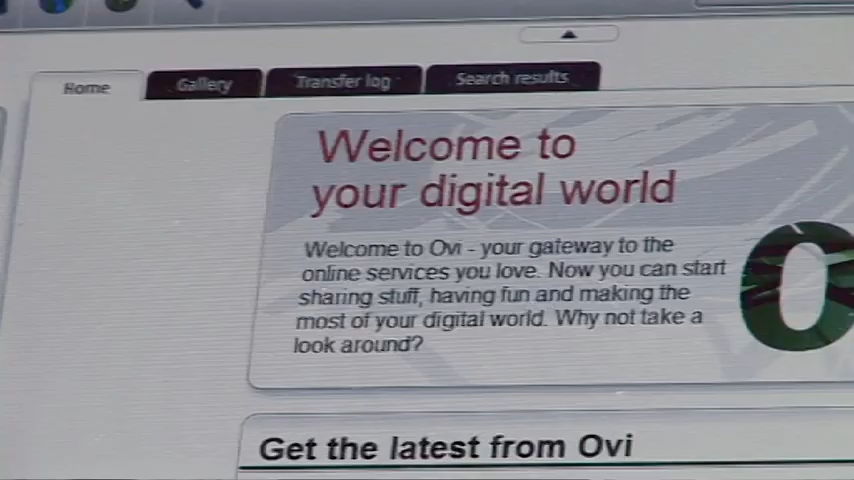 Home
Gallery
Transfer log
Search results
Welcome to
your digital world
Welcome to Ovi - your gateway to the
online services you love. Now you can start
sharing stuff, having fun and making the
most of your digital world. Why not take a
look around?
O
Get the latest from Ovi